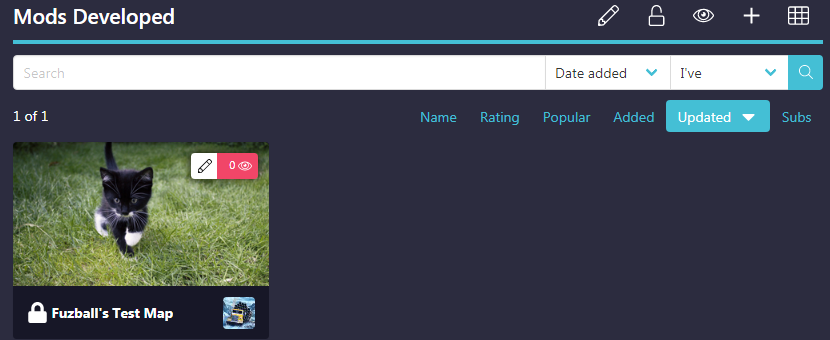 Mods Developed
Search
Date added
I've
1 of 1
Name Rating Popular Added Updated Subs
0
Fuzball's Test Map